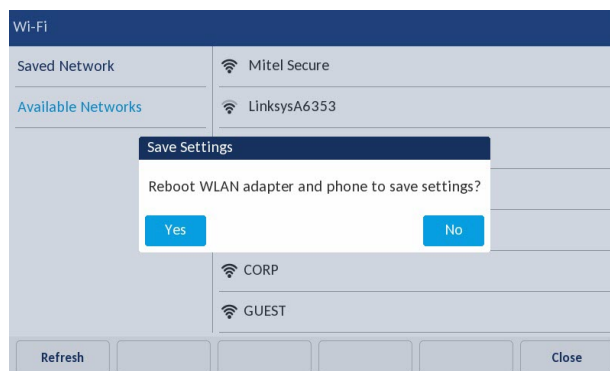 Wi-Fi
Saved Network
Mitel Secure
Available Networks
LinksysA6353
Save Settings
Reboot WLAN adapter and phone to save settings?
Yes
No
CORP
GUEST
Refresh
Close